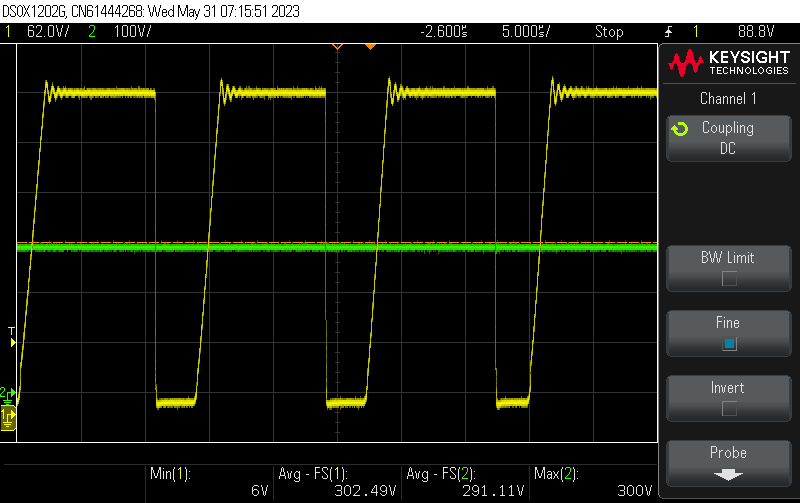 DSOX1202G, CN61444268: Wed May 31 07:15:51 2023
1 62.0V/ 2 100V/ -2.600s 5.000s/ Stop 1 88.8V
KEYSIGHT
TECHNOLOGIES
Channel 1
Coupling
DC
BW Limit
Fine
Invert
Probe
T
2
1
Min(1): Avg - FS(1): Avg - FS(2): Max(2):
6V 302.49V 291.11V 300V